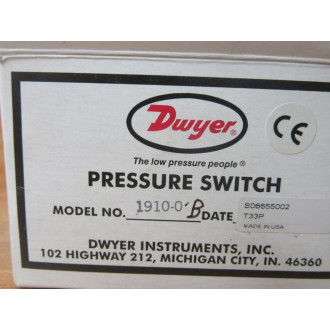 Dwyer®
The low pressure people®
CE
PRESSURE SWITCH
MODEL NO. 1910-0 B DATE
T33P
MADE IN USA
DWYER INSTRUMENTS, INC.
102 HIGHWAY 212, MICHIGAN CITY, IN. 46360